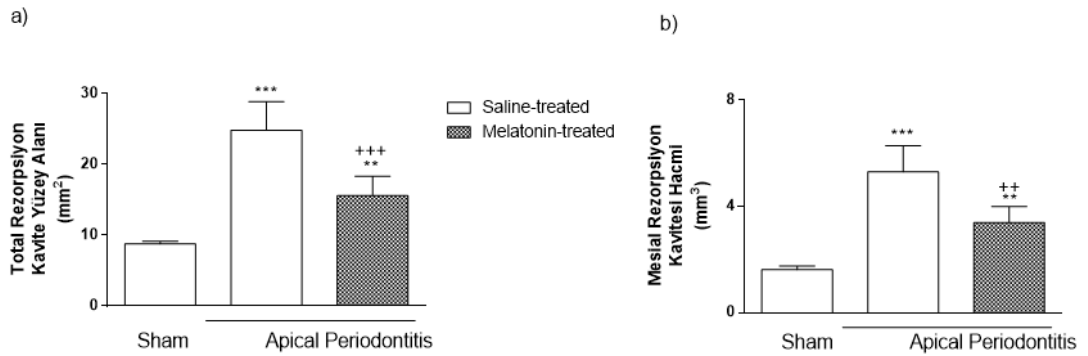 a)
Total Rezorpsiyon
Kavite Yüzey Alanı
(mm²)
30
20
10
0
***
+++
**
Sham
Apical Periodontitis
Saline-treated
Melatonin-treated
b)
Mesial Rezorpsiyon
Kavitesi Hacmi
(mm³)
8
4
0
***
++
**
Sham
Apical Periodontitis